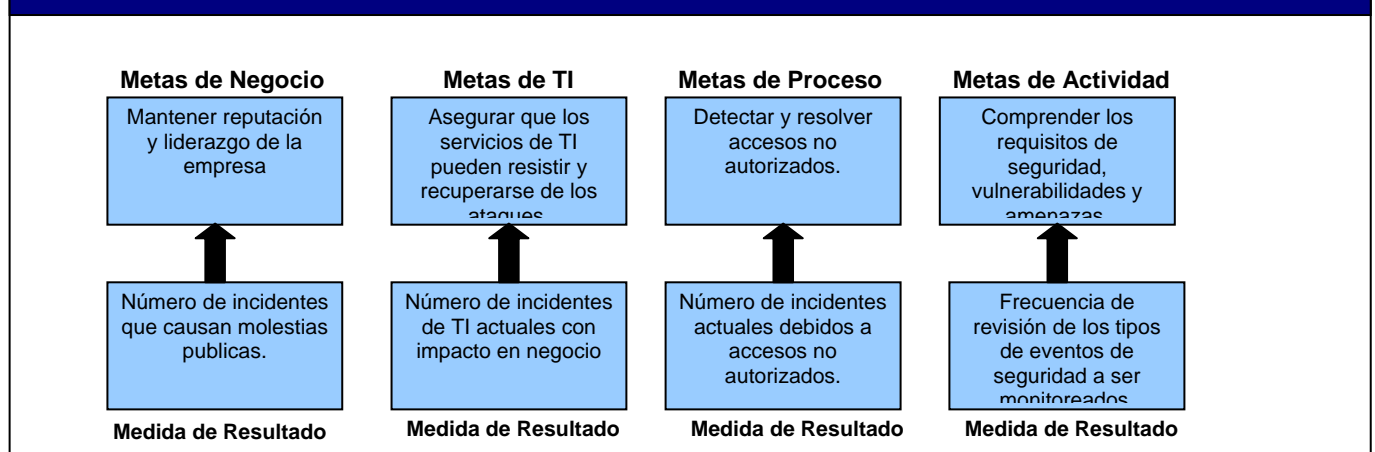 Metas de Negocio
Mantener reputación
y liderazgo de la
empresa
Metas de TI
Asegurar que los
servicios de TI
pueden resistir y
recuperarse de los
ataques
Metas de Proceso
Detectar y resolver
accesos no
autorizados.
Metas de Actividad
Comprender los
requisitos de
seguridad,
vulnerabilidades y
amenazas
Número de incidentes
que causan molestias
publicas.
Medida de Resultado
Número de incidentes
de TI actuales con
impacto en negocio
Medida de Resultado
Número de incidentes
actuales debidos a
accesos no
autorizados.
Medida de Resultado
Frecuencia de
revisión de los tipos
de eventos de
seguridad a ser
monitoreados
Medida de Resultado